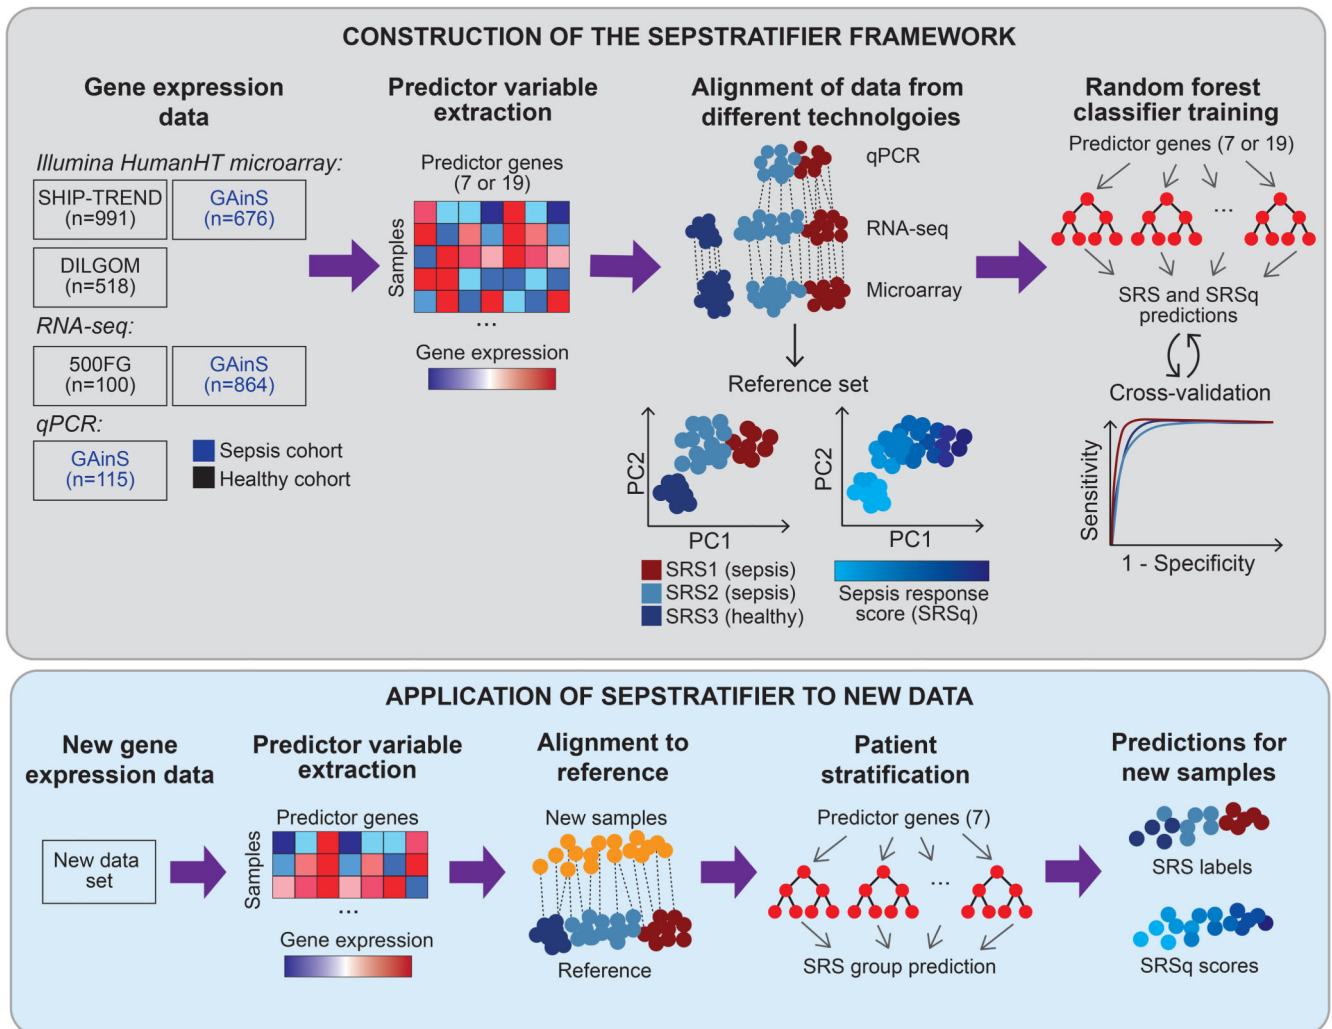 CONSTRUCTION OF THE SEPSTRATIFIER FRAMEWORK
Gene expression
data
Illumina HumanHT microarray:
SHIP-TREND
(n=991)
GAinS
(n=676)
DILGOM
(n=518)
RNA-seq:
500FG
(n=100)
GAinS
(n=864)
qPCR:
GAinS
(n=115)
Sepsis cohort
Healthy cohort
Predictor variable
extraction
Predictor genes
(7 or 19)
Samples
...
Gene expression
Alignment of data from
different technolgoies
qPCR
RNA-seq
Microarray
Reference set
PC2
PC1
SRS1 (sepsis)
SRS2 (sepsis)
SRS3 (healthy)
PC2
PC1
Sepsis response
score (SRSq)
Random forest
classifier training
Predictor genes (7 or 19)
...
SRS and SRSq
predictions
Cross-validation
Sensitivity
1 - Specificity
APPLICATION OF SEPSTRATIFIER TO NEW DATA
New gene
expression data
New data
set
Predictor variable
extraction
Predictor genes
Samples
...
Gene expression
Alignment to
reference
New samples
Reference
Patient
stratification
Predictor genes (7)
...
SRS group prediction
Predictions for
new samples
SRS labels
SRSq scores